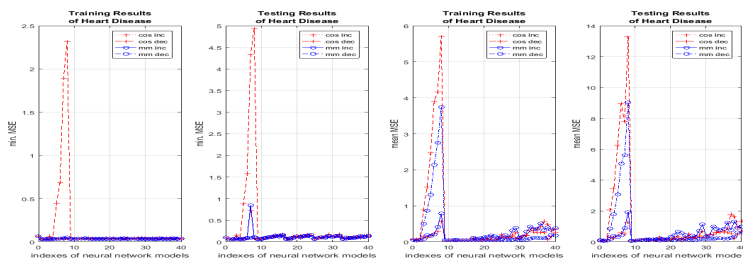 Training Results
of Heart Disease
min. MSE
2.5
2
1.5
1
0.5
0
0 10 20 30 40
indexes of neural network models
cos inc
cos dec
mm inc
mm dec
Testing Results
of Heart Disease
min. MSE
5
4.5
4
3.5
3
2.5
2
1.5
1
0.5
0
0 10 20 30 40
indexes of neural network models
cos inc
cos dec
mm inc
mm dec
Training Results
of Heart Disease
mean MSE
6
5
4
3
2
1
0
0 10 20 30 40
indexes of neural network models
cos inc
cos dec
mm inc
mm dec
Testing Results
of Heart Disease
mean MSE
14
12
10
8
6
4
2
0
0 10 20 30 40
indexes of neural network models
cos inc
cos dec
mm inc
mm dec